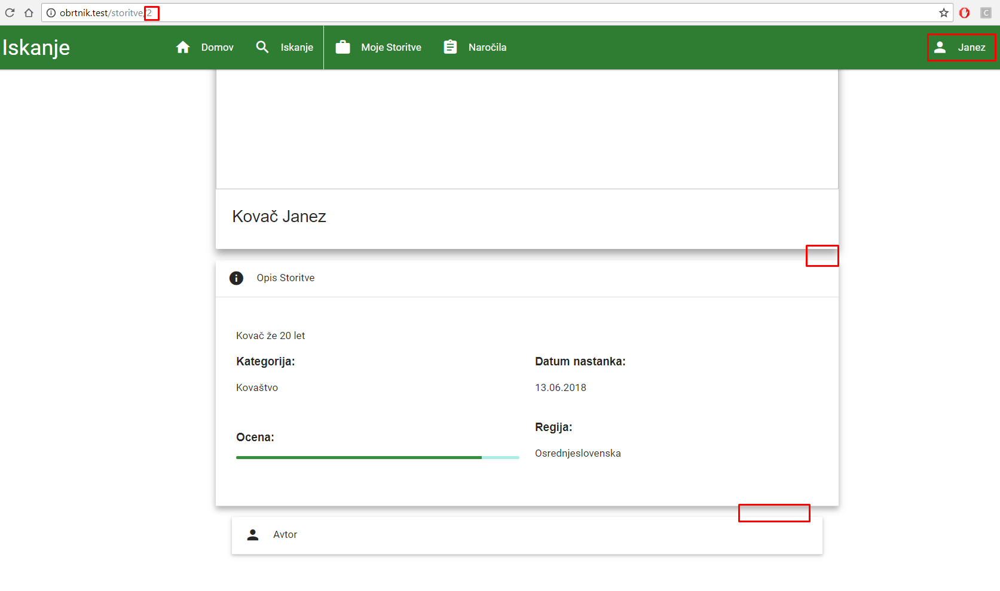 obrtnik.test/storitve/2
C
Iskanje
Domov
Iskanje
Moje Storitve
Naročila
Janez
Kovač Janez
Opis Storitve
Kovač že 20 let
Kategorija:
Datum nastanka:
Kovaštvo
13.06.2018
Ocena:
Regija:
Osrednjeslovenska
Avtor